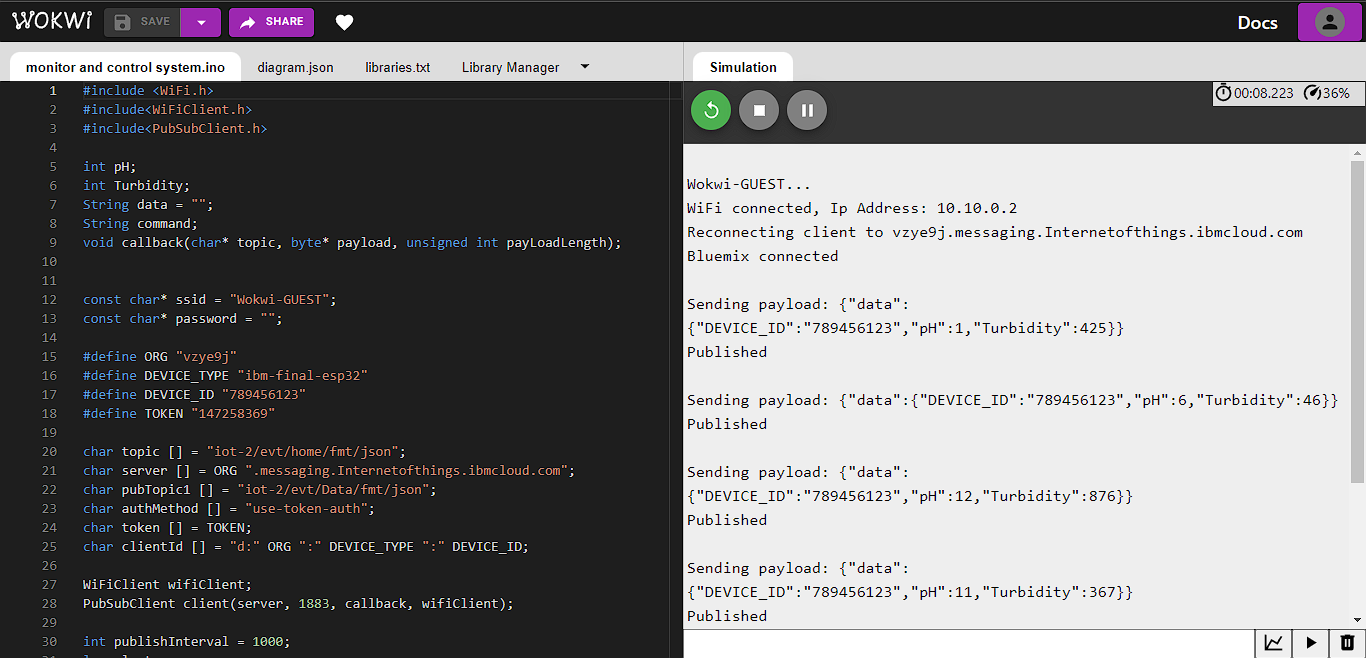 WOKWI
SAVE
SHARE
Docs
monitor and control system.ino
diagram.json
libraries.txt
Library Manager
Simulation
1 #include <WiFi.h>
2 #include<WiFiClient.h>
3 #include<PubSubClient.h>
4
5 int pH;
6 int Turbidity;
7 String data = "";
8 String command;
9 void callback(char* topic, byte* payload, unsigned int payLoadLength);
10
11
12 const char* ssid = "Wokwi-GUEST";
13 const char* password = "";
14
15 #define ORG "vzye9j"
16 #define DEVICE_TYPE "ibm-final-esp32"
17 #define DEVICE_ID "789456123"
18 #define TOKEN "147258369"
19
20 char topic [] = "iot-2/evt/home/fmt/json";
21 char server [] = ORG ".messaging.Internetofthings.ibmcloud.com";
22 char pubTopic1 [] = "iot-2/evt/Data/fmt/json";
23 char authMethod [] = "use-token-auth";
24 char token [] = TOKEN;
25 char clientId [] = "d:" ORG ":" DEVICE_TYPE ":" DEVICE_ID;
26
27 WiFiClient wifiClient;
28 PubSubClient client(server, 1883, callback, wifiClient);
29
30 int publishInterval = 1000;
00:08.223 36%
Wokwi-GUEST...
WiFi connected, Ip Address: 10.10.0.2
Reconnecting client to vzye9j.messaging.Internetofthings.ibmcloud.com
Bluemix connected
Sending payload: {"data":
{"DEVICE_ID":"789456123","pH":1,"Turbidity":425}}
Published
Sending payload: {"data":{"DEVICE_ID":"789456123","pH":6,"Turbidity":46}}
Published
Sending payload: {"data":
{"DEVICE_ID":"789456123","pH":12,"Turbidity":876}}
Published
Sending payload: {"data":
{"DEVICE_ID":"789456123","pH":11,"Turbidity":367}}
Published